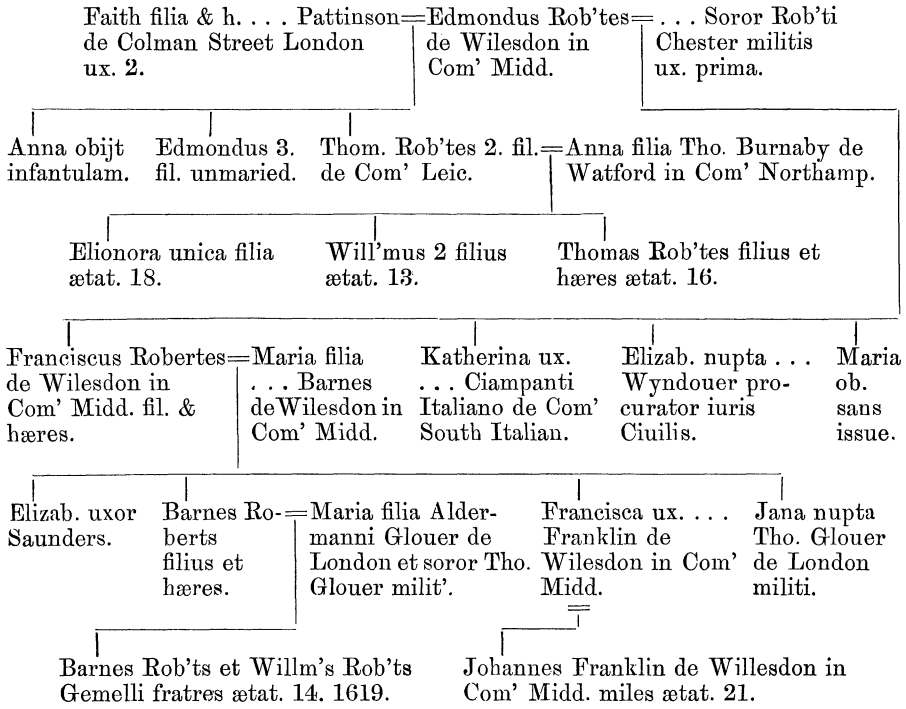 Faith filia & h. . . . Pattinson
de Colman Street London
ux. 2.
=Edmondus Rob'tes=
de Wilesdon in
Com' Midd.
. . . Soror Rob'ti
Chester militis
ux. prima.
Anna obijt
infantulam.
Edmondus 3.
fil. unmaried.
Thom. Rob'tes 2. fil.
de Com' Leic.
=Anna filia Tho. Burnaby de
Watford in Com' Northamp.
Elionora unica filia
ætat. 18.
Will'mus 2 filius
ætat. 13.
Thomas Rob'tes filius et
hæres ætat. 16.
Franciscus Robertes=
de Wilesdon in
Com' Midd. fil. &
hæres.
Maria filia
. . . Barnes
de Wilesdon in
Com' Midd.
Katherina ux.
. . . Ciampanti
Italiano de Com'
South Italian.
Elizab. nupta . . .
Wyndouer pro-
curator iuris
Ciuilis.
Maria
ob.
sans
issue.
Elizab. uxor
Saunders.
Barnes Ro-
berts
filius et
hæres.
=Maria filia Alder-
manni Glouer de
London et soror Tho.
Glouer milit'.
Francisca ux. . . .
Franklin de
Wilesdon in Com'
Midd.
=
Jana nupta
Tho. Glouer
de London
militi.
Barnes Rob'ts et Willm's Rob'ts
Gemelli fratres ætat. 14. 1619.
Johannes Franklin de Willesdon in
Com' Midd. miles ætat. 21.